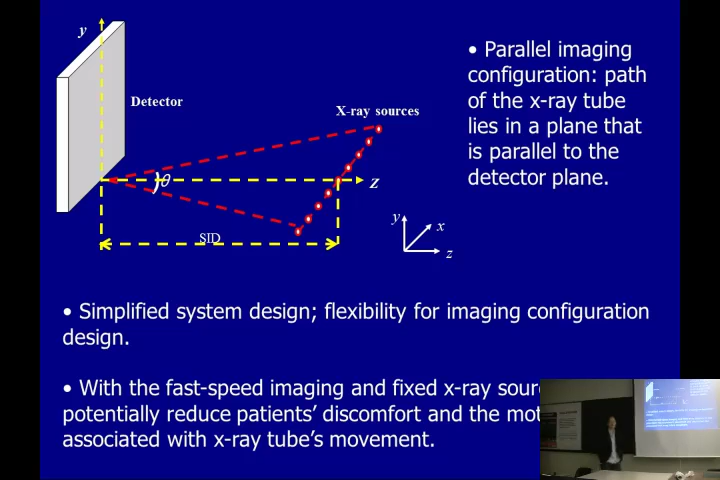 y
Detector
X-ray sources
θ
z
SID
y
x
z
• Parallel imaging
configuration: path
of the x-ray tube
lies in a plane that
is parallel to the
detector plane.
• Simplified system design; flexibility for imaging configuration
design.
• With the fast-speed imaging and fixed x-ray
potentially reduce patients’ discomfort and the
associated with x-ray tube’s movement.